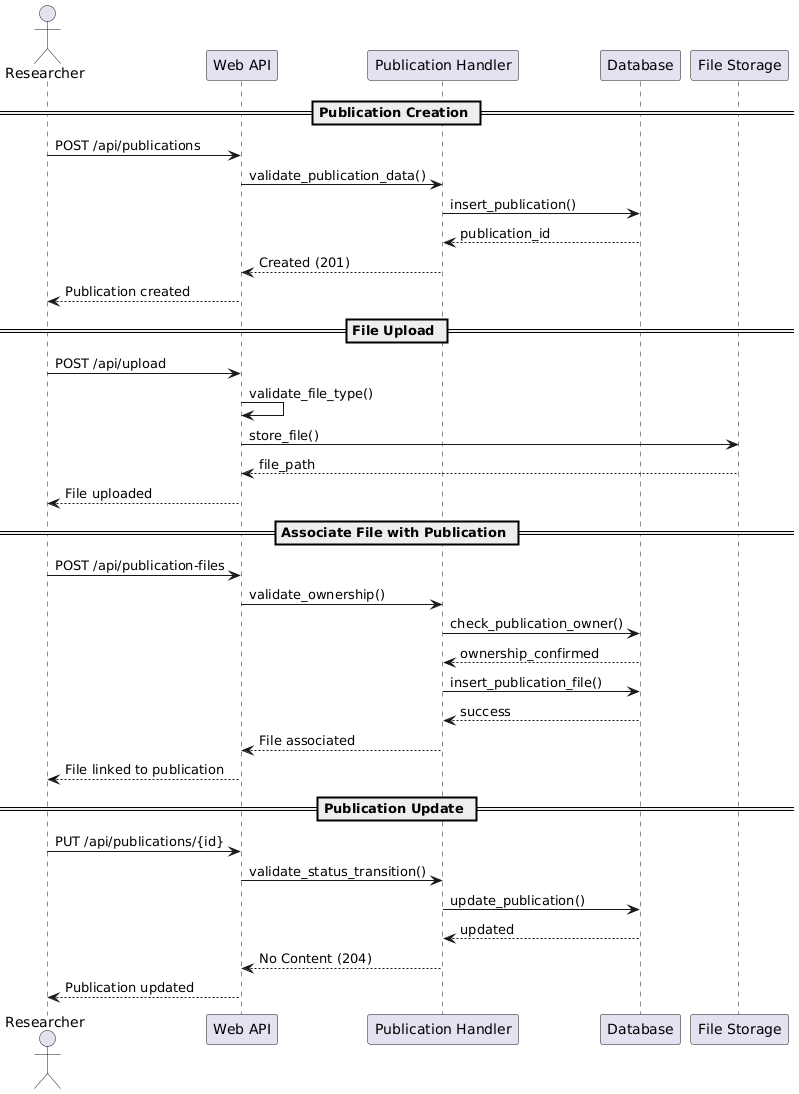 Researcher
Web API
Publication Handler
Database
File Storage
Publication Creation
POST /api/publications
validate_publication_data()
insert_publication()
publication_id
Created (201)
Publication created
File Upload
POST /api/upload
validate_file_type()
store_file()
file_path
File uploaded
Associate File with Publication
POST /api/publication-files
validate_ownership()
check_publication_owner()
ownership_confirmed
insert_publication_file()
success
File associated
File linked to publication
Publication Update
PUT /api/publications/{id}
validate_status_transition()
update_publication()
updated
No Content (204)
Publication updated
Researcher
Web API
Publication Handler
Database
File Storage